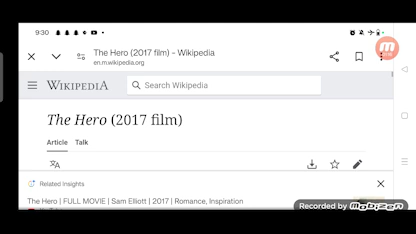 9:30
The Hero (2017 film) - Wikipedia
en.m.wikipedia.org
WIKIPEDIA
Search Wikipedia
The Hero (2017 film)
Article Talk
Related Insights
The Hero | FULL MOVIE | Sam Elliott | 2017 | Romance, Inspiration
Recorded by MOBIZEN